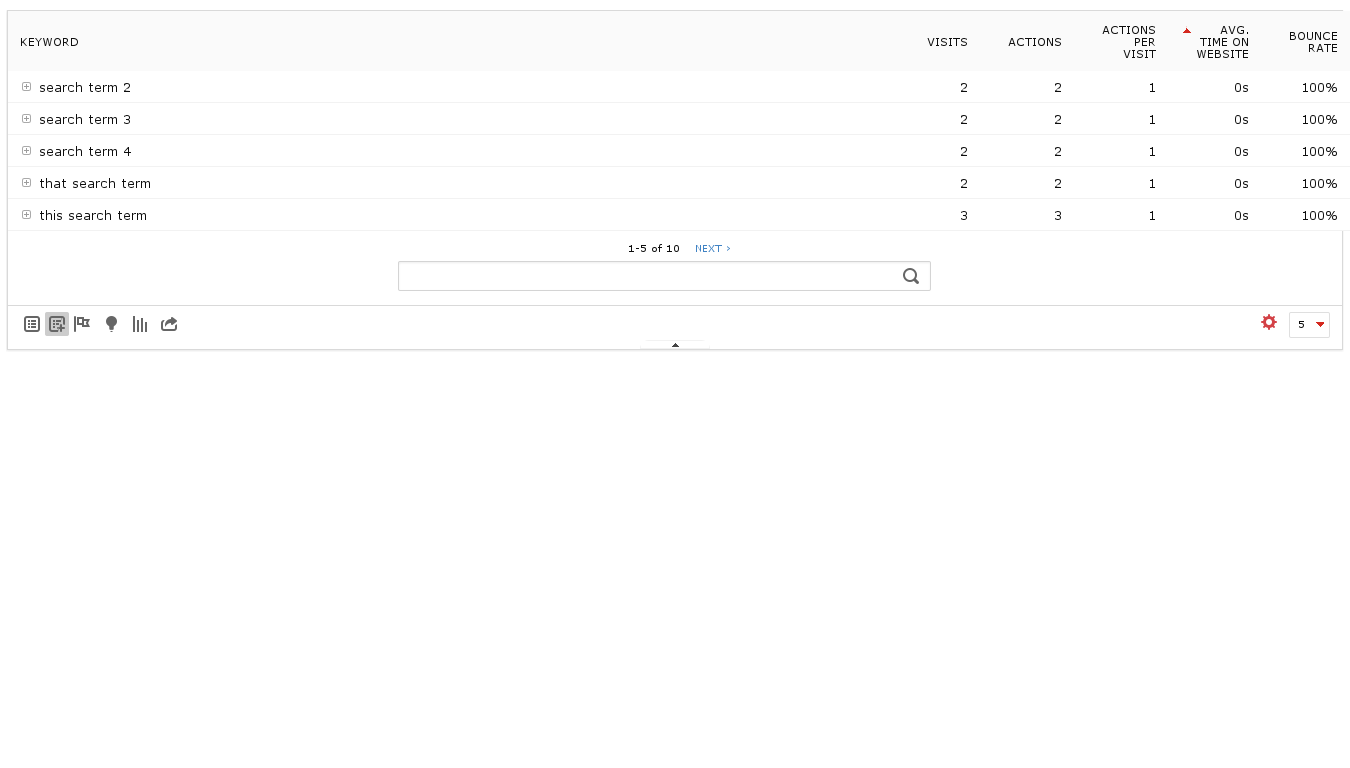 KEYWORD VISITS ACTIONS ACTIONS PER VISIT AVG. TIME ON WEBSITE BOUNCE RATE
search term 2 2 2 1 0s 100%
search term 3 2 2 1 0s 100%
search term 4 2 2 1 0s 100%
that search term 2 2 1 0s 100%
this search term 3 3 1 0s 100%
1-5 of 10 NEXT ›
5